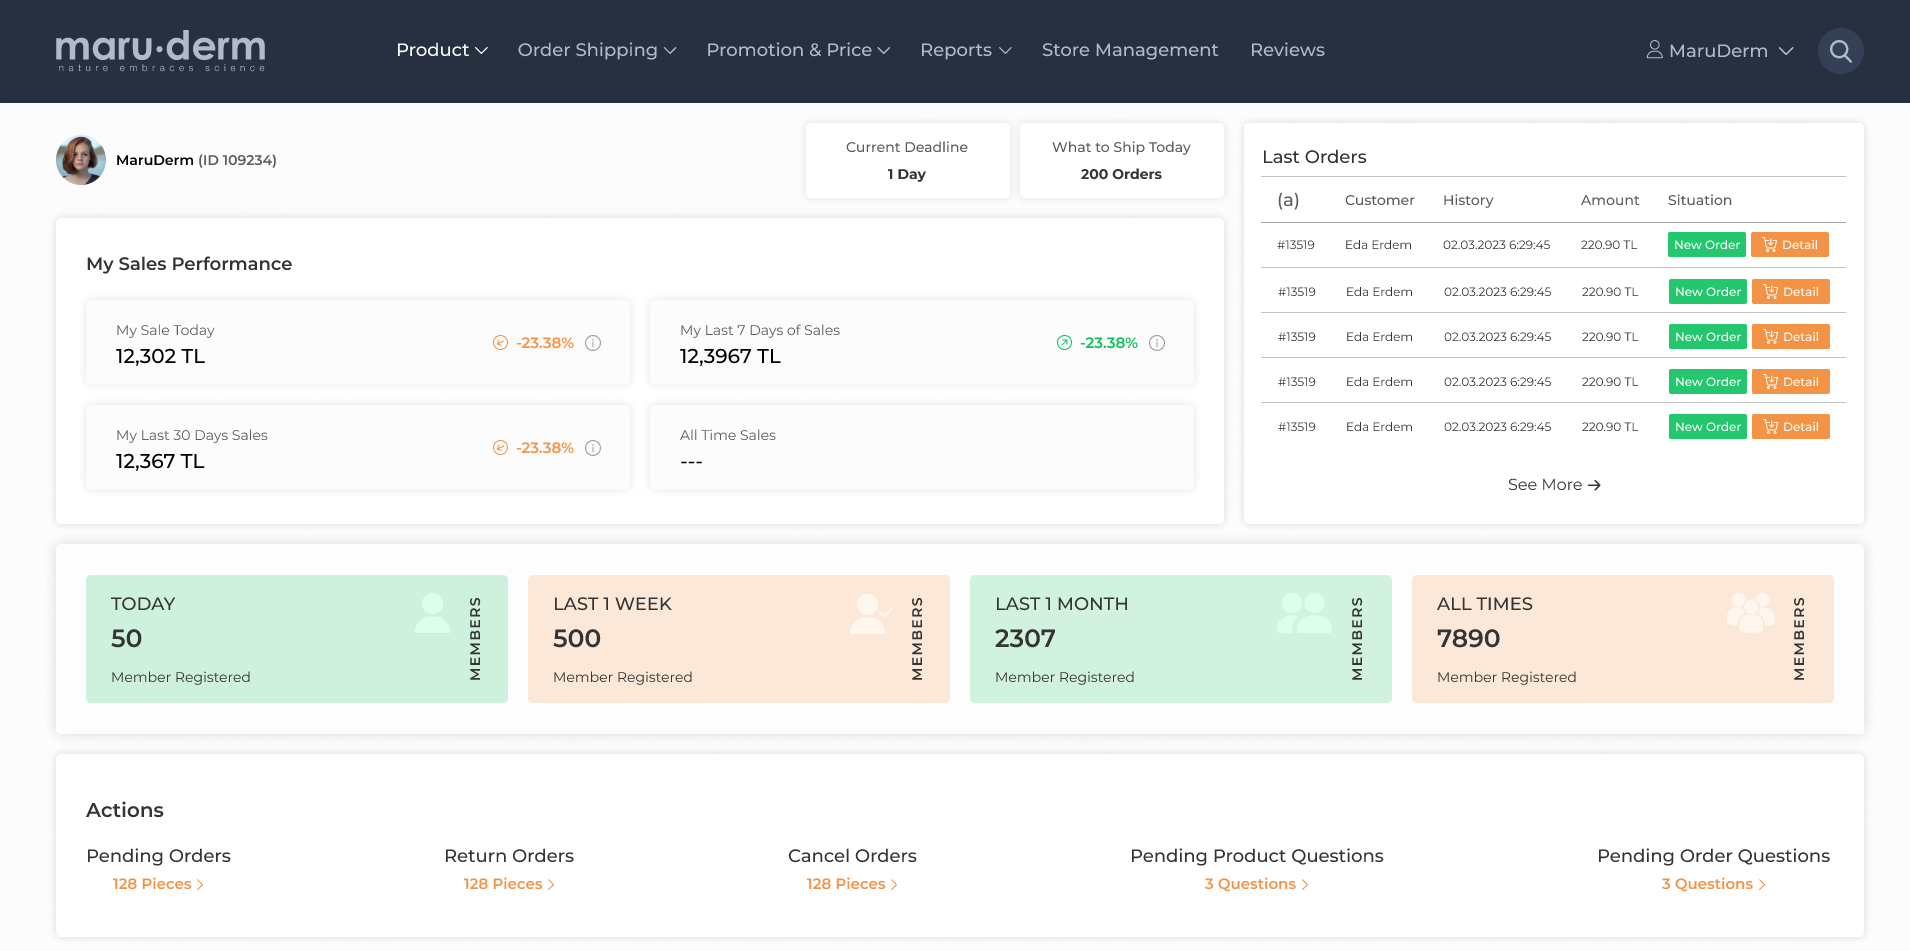 maru·derm
nature embraces science
Product
Order Shipping
Promotion & Price
Reports
Store Management
Reviews
MaruDerm
MaruDerm (ID 109234)
Current Deadline
1 Day
What to Ship Today
200 Orders
My Sales Performance
My Sale Today
12,302 TL
-23.38%
My Last 7 Days of Sales
12,3967 TL
-23.38%
My Last 30 Days Sales
12,367 TL
-23.38%
All Time Sales
---
Last Orders
(a) Customer History Amount Situation
#13519 Eda Erdem 02.03.2023 6:29:45 220.90 TL New Order Detail
#13519 Eda Erdem 02.03.2023 6:29:45 220.90 TL New Order Detail
#13519 Eda Erdem 02.03.2023 6:29:45 220.90 TL New Order Detail
#13519 Eda Erdem 02.03.2023 6:29:45 220.90 TL New Order Detail
#13519 Eda Erdem 02.03.2023 6:29:45 220.90 TL New Order Detail
See More →
TODAY
50
Member Registered
MEMBERS
LAST 1 WEEK
500
Member Registered
MEMBERS
LAST 1 MONTH
2307
Member Registered
MEMBERS
ALL TIMES
7890
Member Registered
MEMBERS
Actions
Pending Orders
128 Pieces
Return Orders
128 Pieces
Cancel Orders
128 Pieces
Pending Product Questions
3 Questions
Pending Order Questions
3 Questions